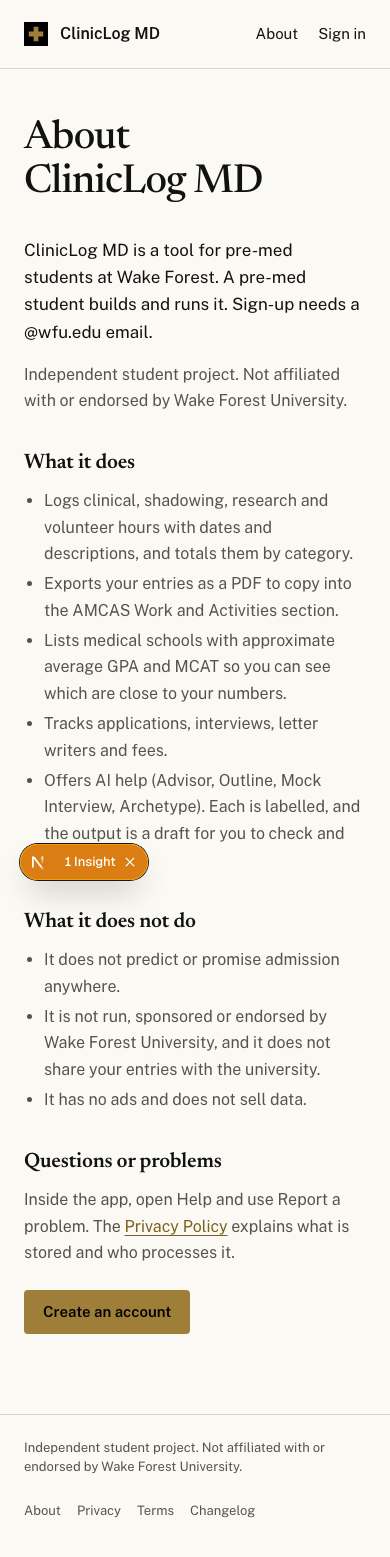 ClinicLog MD
About
Sign in
About
ClinicLog MD
ClinicLog MD is a tool for pre-med
students at Wake Forest. A pre-med
student builds and runs it. Sign-up needs a
@wfu.edu email.
Independent student project. Not affiliated
with or endorsed by Wake Forest University.
What it does
• Logs clinical, shadowing, research and
volunteer hours with dates and
descriptions, and totals them by category.
• Exports your entries as a PDF to copy into
the AMCAS Work and Activities section.
• Lists medical schools with approximate
average GPA and MCAT so you can see
which are close to your numbers.
• Tracks applications, interviews, letter
writers and fees.
• Offers AI help (Advisor, Outline, Mock
Interview, Archetype). Each is labelled, and
the output is a draft for you to check and
N 1 Insight ×
What it does not do
• It does not predict or promise admission
anywhere.
• It is not run, sponsored or endorsed by
Wake Forest University, and it does not
share your entries with the university.
• It has no ads and does not sell data.
Questions or problems
Inside the app, open Help and use Report a
problem. The Privacy Policy explains what is
stored and who processes it.
Create an account
Independent student project. Not affiliated with or
endorsed by Wake Forest University.
About Privacy Terms Changelog